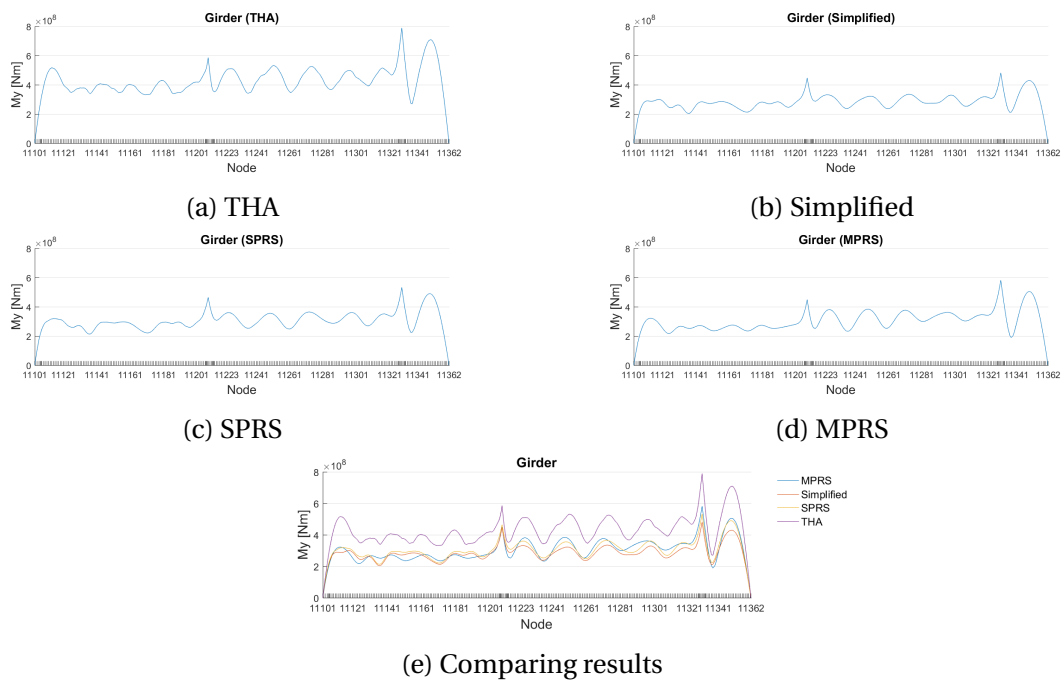 Girder (THA)
×10⁸
8
6
4
2
0
My [Nm]
11101 11121 11141 11161 11181 11201 11223 11241 11261 11281 11301 11321 11341 11362
Node
(a) THA
Girder (Simplified)
×10⁸
8
6
4
2
0
My [Nm]
11101 11121 11141 11161 11181 11201 11223 11241 11261 11281 11301 11321 11341 11362
Node
(b) Simplified
Girder (SPRS)
×10⁸
8
6
4
2
0
My [Nm]
11101 11121 11141 11161 11181 11201 11223 11241 11261 11281 11301 11321 11341 11362
Node
(c) SPRS
Girder (MPRS)
×10⁸
8
6
4
2
0
My [Nm]
11101 11121 11141 11161 11181 11201 11223 11241 11261 11281 11301 11321 11341 11362
Node
(d) MPRS
Girder
×10⁸
8
6
4
2
0
My [Nm]
11101 11121 11141 11161 11181 11201 11223 11241 11261 11281 11301 11321 11341 11362
Node
MPRS
Simplified
SPRS
THA
(e) Comparing results